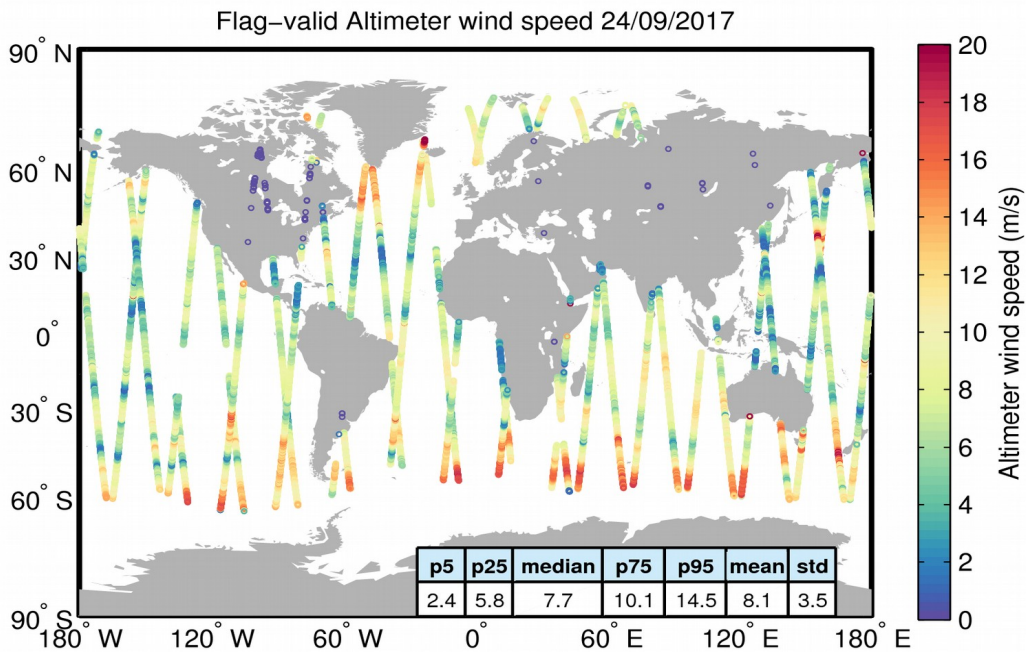 Flag−valid Altimeter wind speed 24/09/2017
90° N
60° N
30° N
0°
30° S
60° S
90° S
180° W
120° W
60° W
0°
60° E
120° E
180° E
p5 p25 median p75 p95 mean std
2.4 5.8 7.7 10.1 14.5 8.1 3.5
20
18
16
14
12
10
8
6
4
2
0
Altimeter wind speed (m/s)